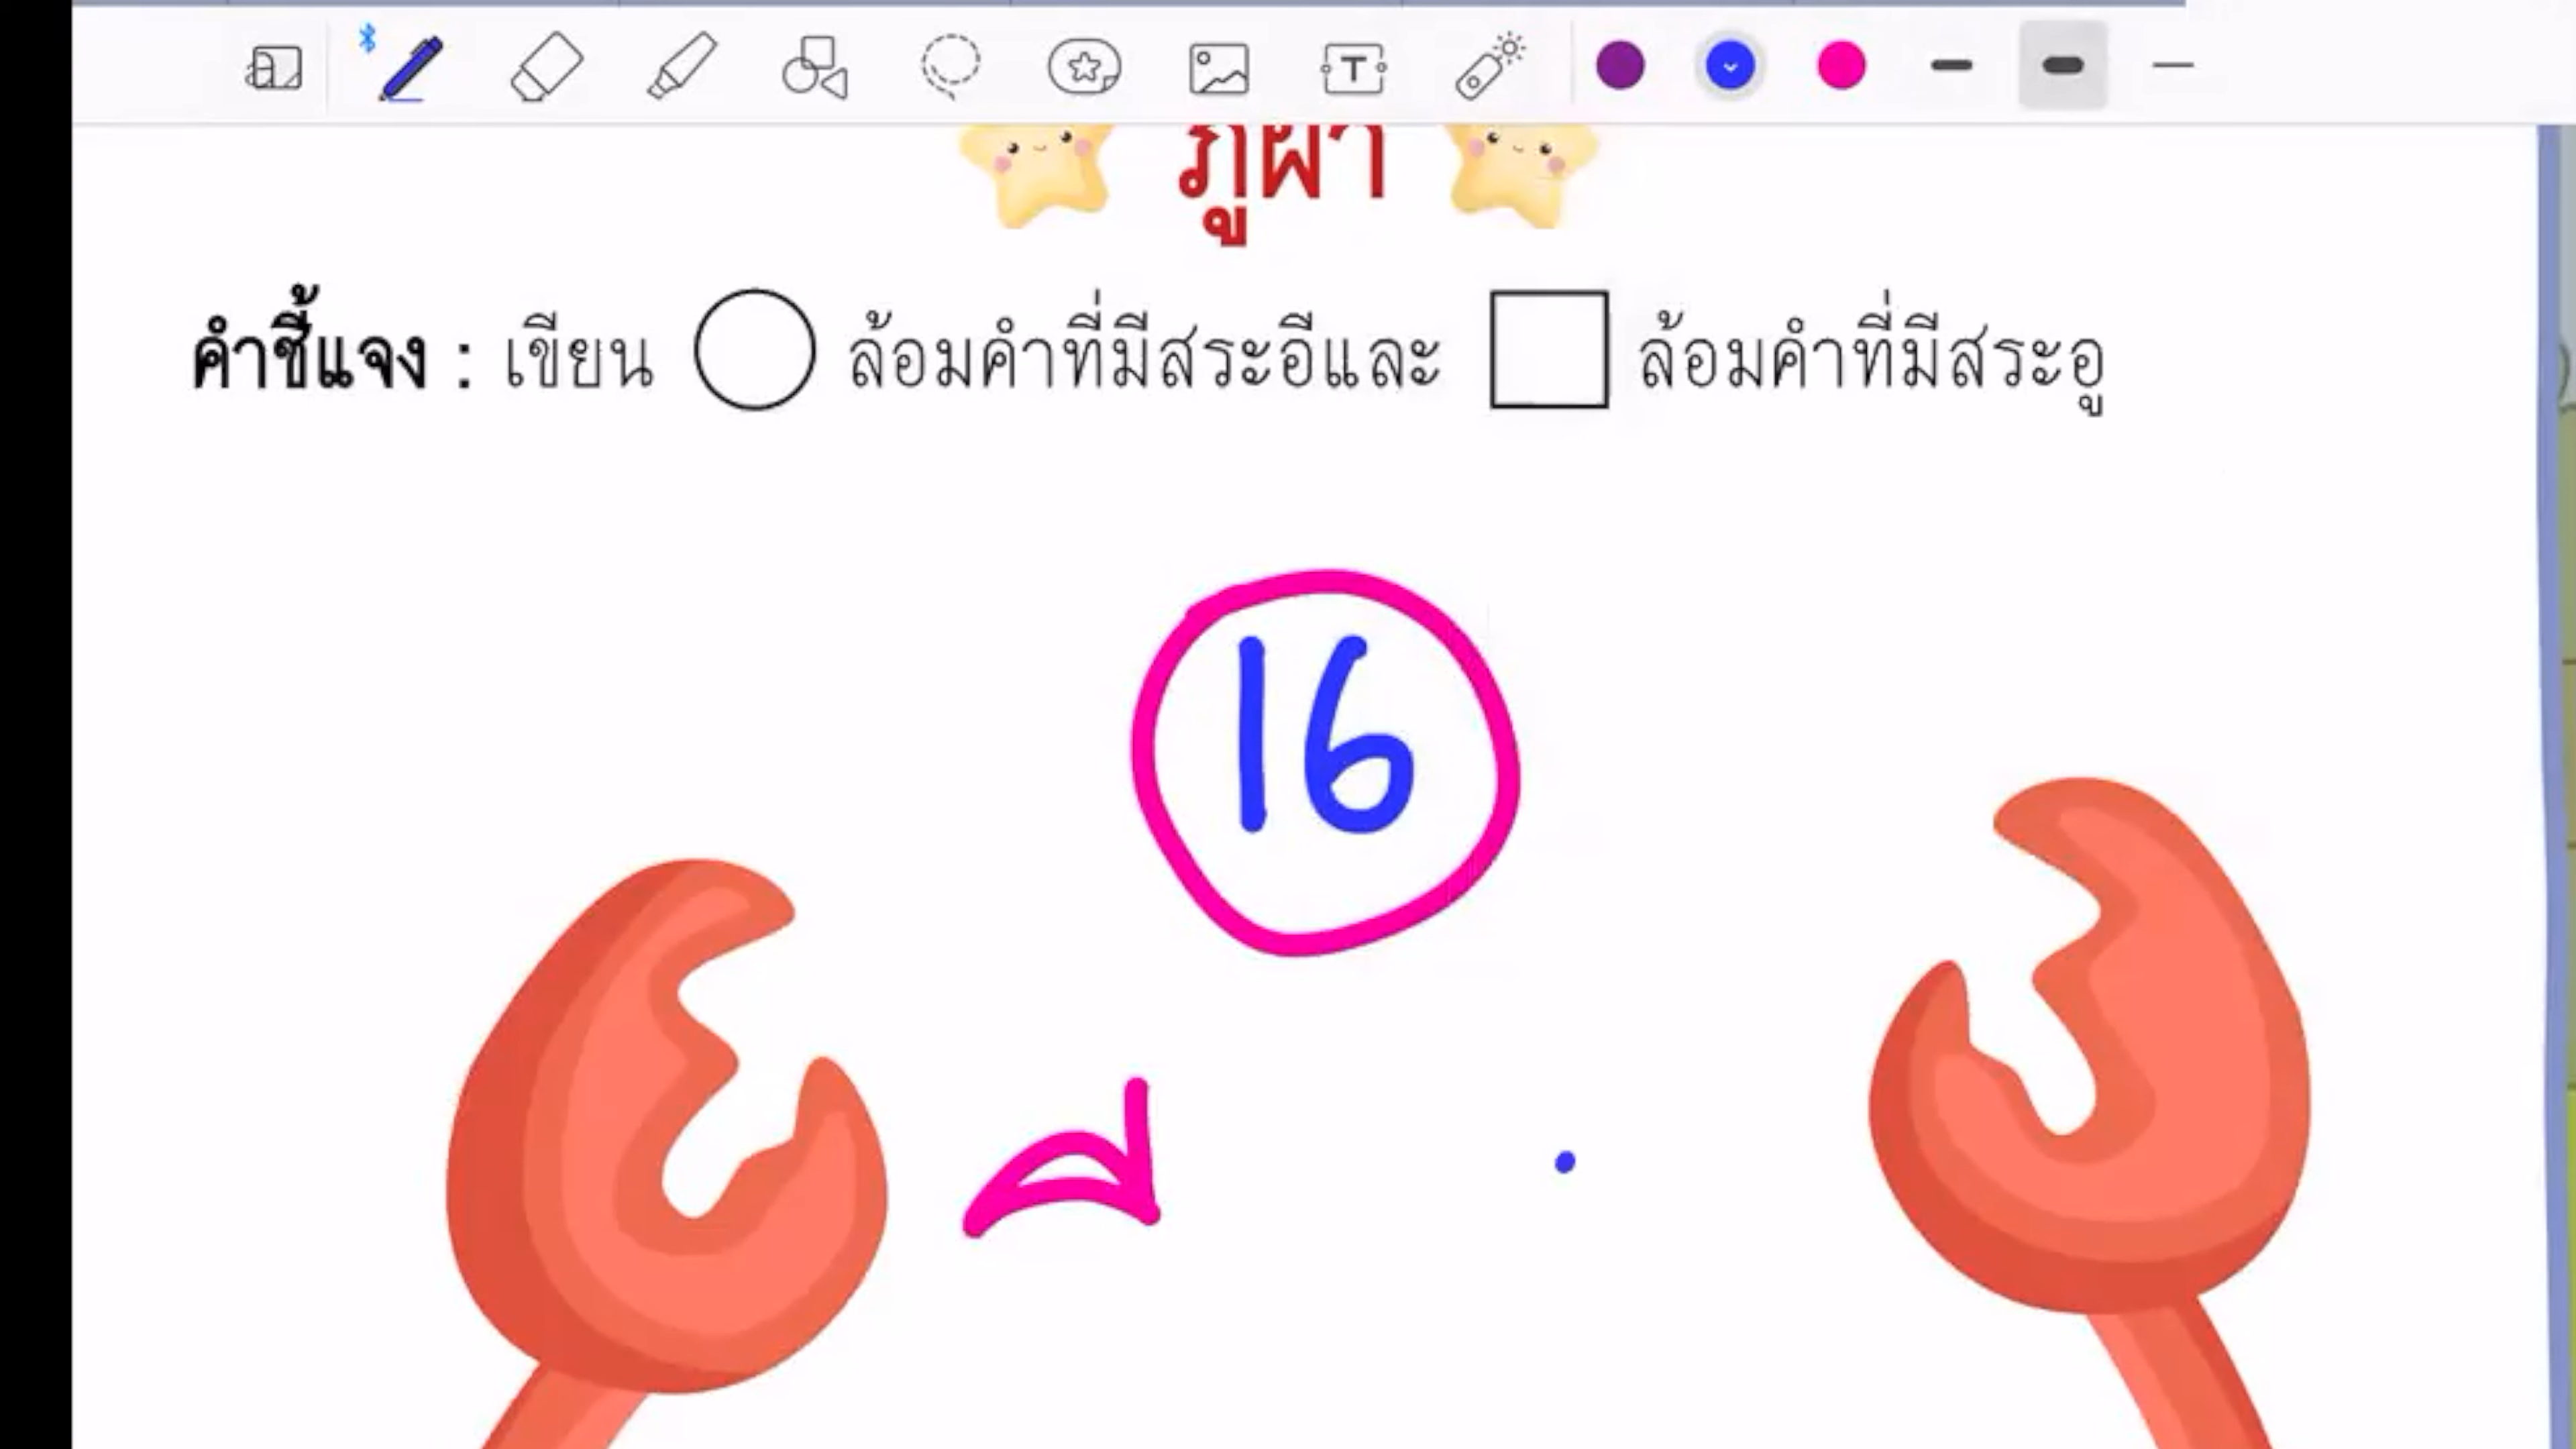 ภูผา
คำชี้แจง : เขียน ล้อมคำที่มีสระอีและ ล้อมคำที่มีสระอู
16